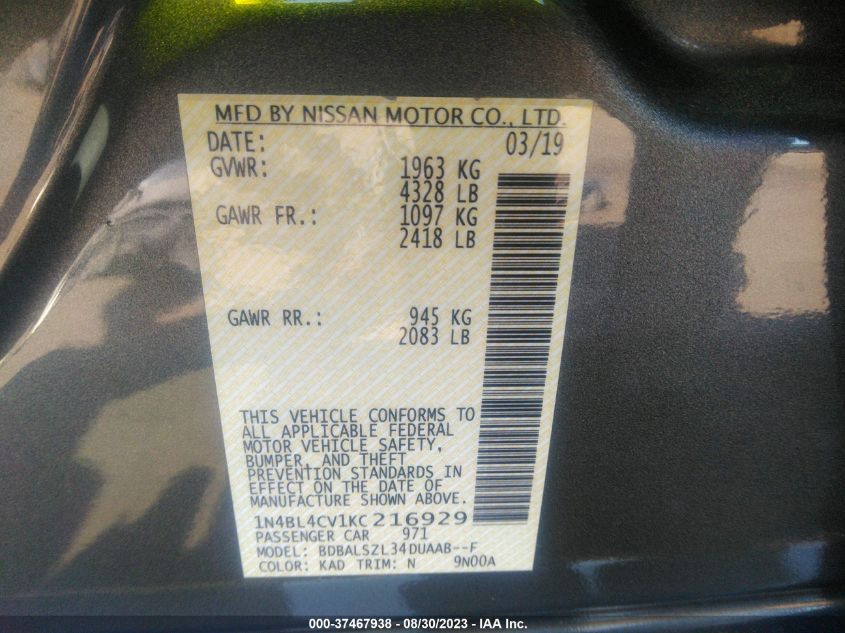 MFD BY NISSAN MOTOR CO., LTD.
DATE: 03/19
GVWR: 1963 KG
4328 LB
GAWR FR.: 1097 KG
2418 LB
GAWR RR.: 945 KG
2083 LB
THIS VEHICLE CONFORMS TO
ALL APPLICABLE FEDERAL
MOTOR VEHICLE SAFETY,
BUMPER, AND THEFT
PREVENTION STANDARDS IN
EFFECT ON THE DATE OF
MANUFACTURE SHOWN ABOVE.
1N4BL4CV1KC216929
PASSENGER CAR 971
MODEL: BDBALSZL34DUAAB--F
COLOR: KAD TRIM: N 9N00A
000-37467938 - 08/30/2023 - IAA Inc.